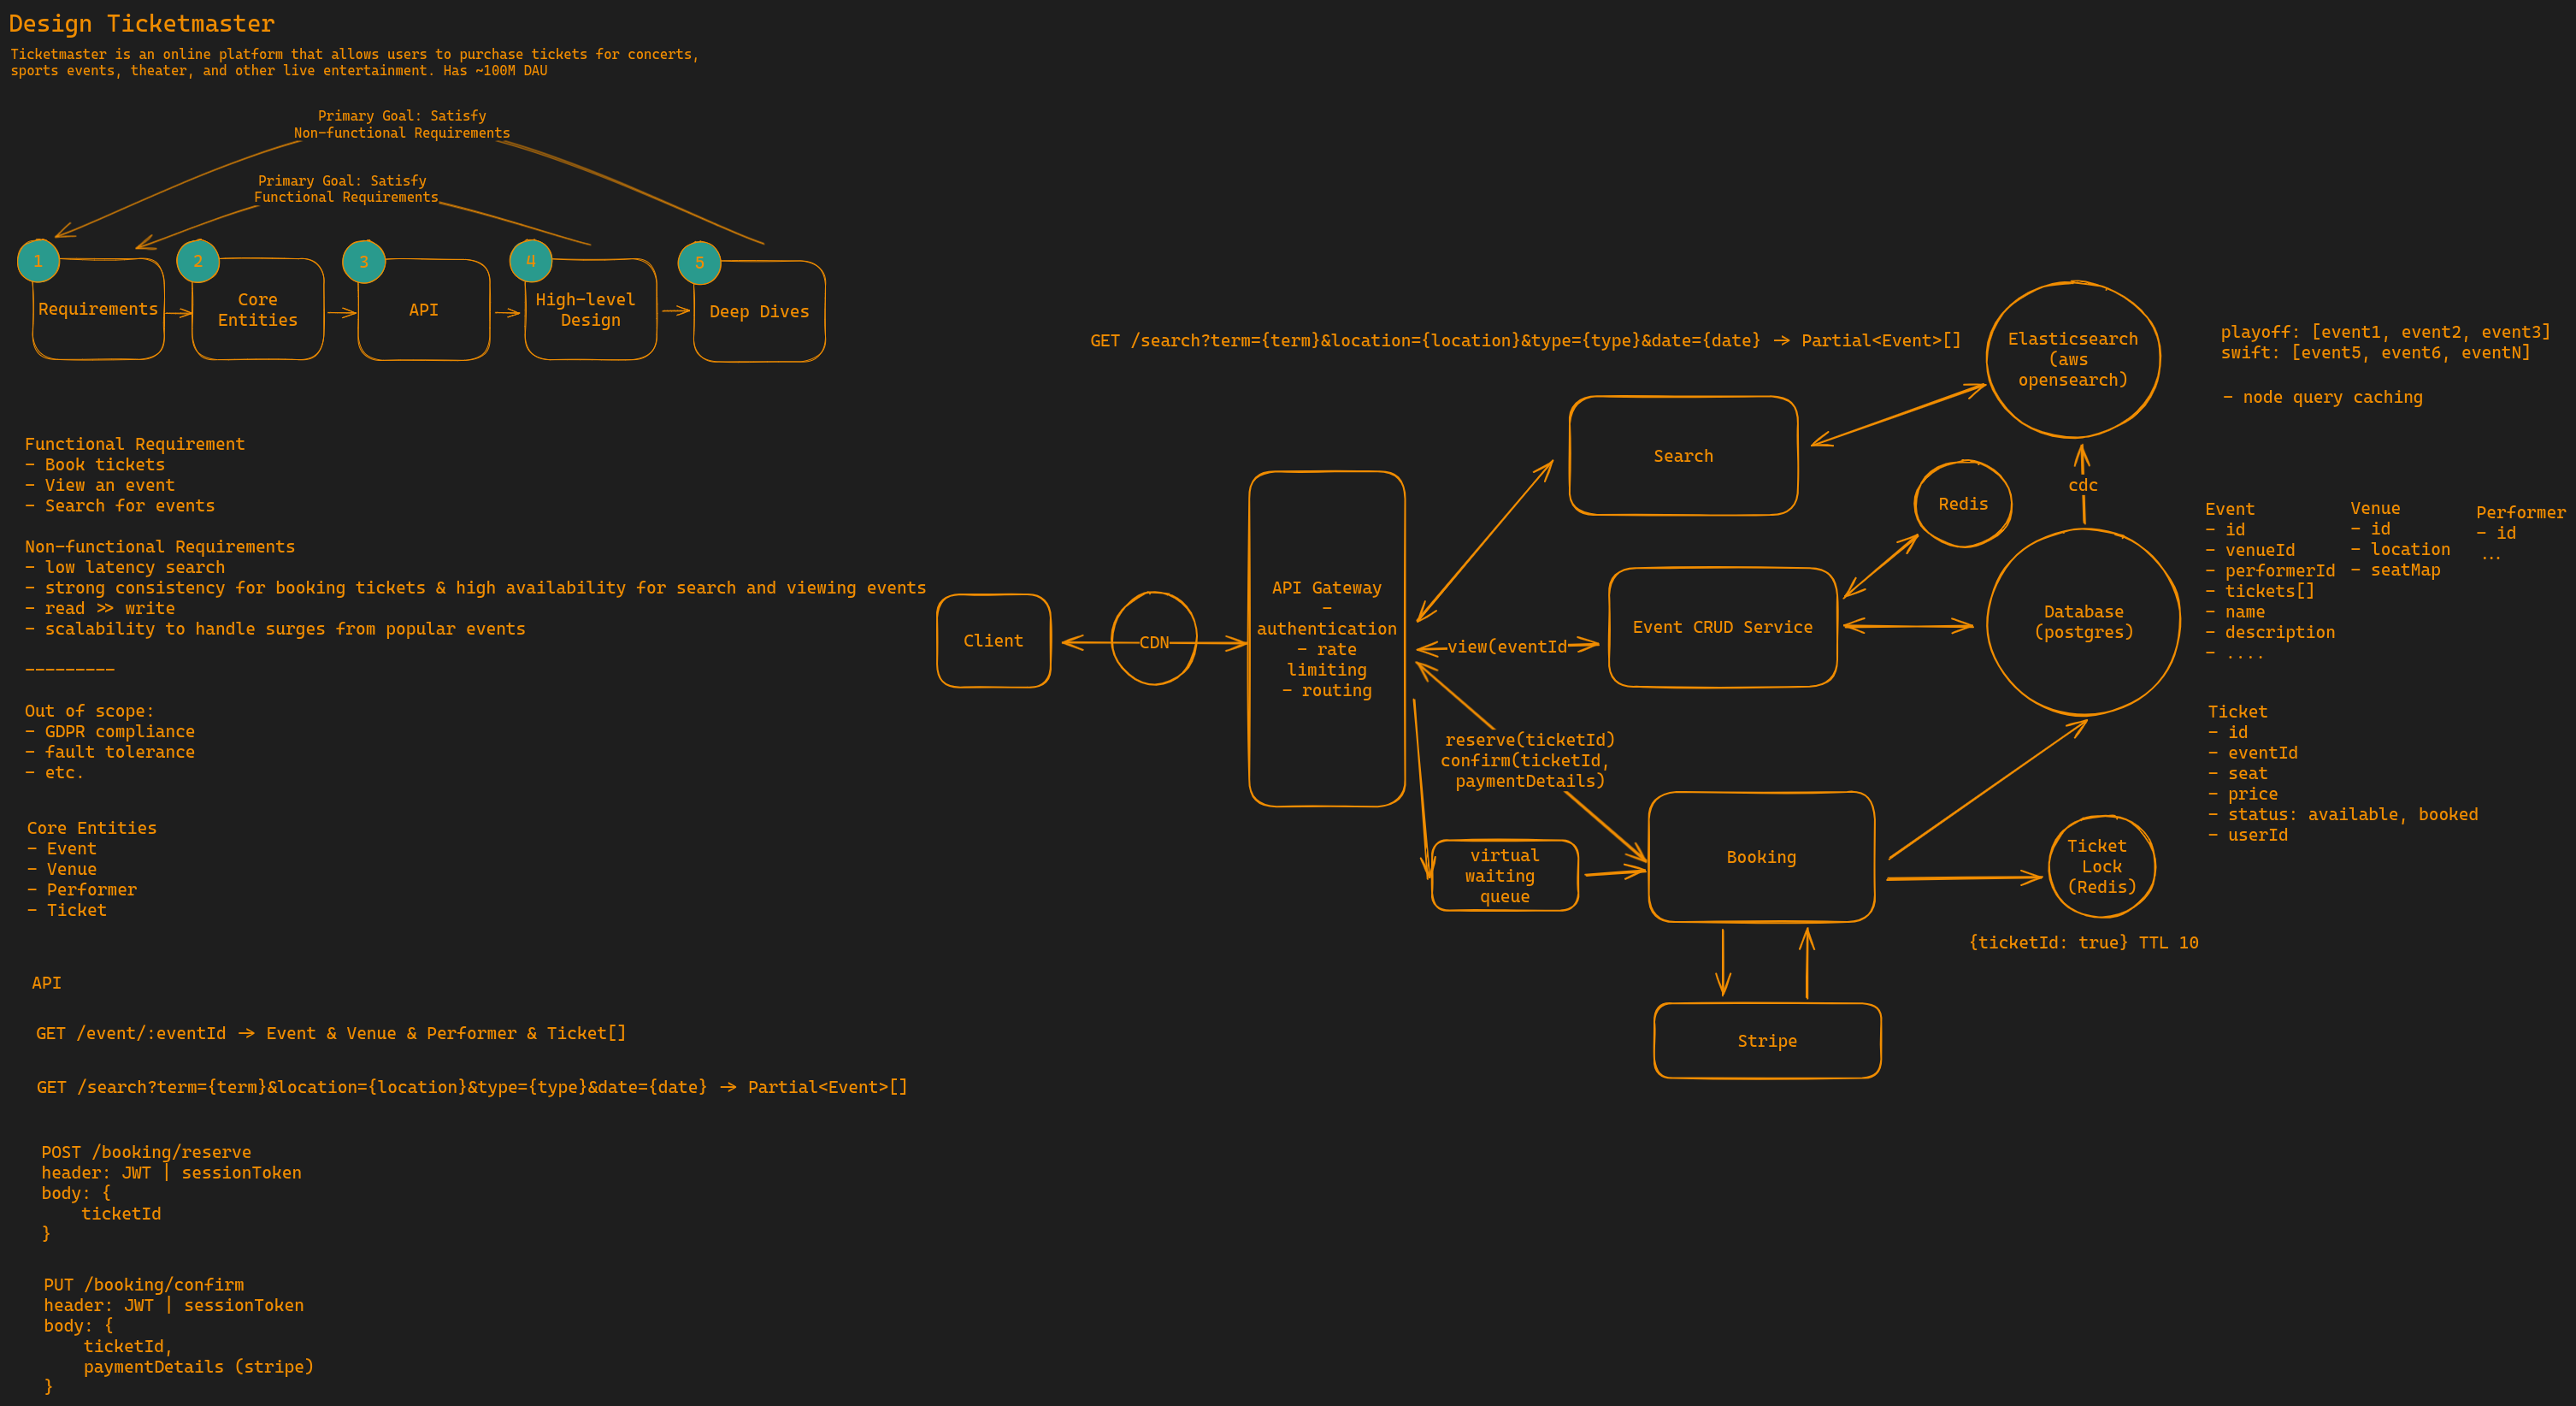 Design Ticketmaster
Ticketmaster is an online platform that allows users to purchase tickets for concerts,
sports events, theater, and other live entertainment. Has ~100M DAU
Primary Goal: Satisfy
Non-functional Requirements
Primary Goal: Satisfy
Functional Requirements
1
Requirements
2
Core
Entities
3
API
4
High-level
Design
5
Deep Dives
Functional Requirement
- Book tickets
- View an event
- Search for events
Non-functional Requirements
- low latency search
- strong consistency for booking tickets & high availability for search and viewing events
- read >> write
- scalability to handle surges from popular events
---------
Out of scope:
- GDPR compliance
- fault tolerance
- etc.
Core Entities
- Event
- Venue
- Performer
- Ticket
API
GET /event/:eventId -> Event & Venue & Performer & Ticket[]
GET /search?term={term}&location={location}&type={type}&date={date} -> Partial<Event>[]
POST /booking/reserve
header: JWT | sessionToken
body: {
ticketId
}
PUT /booking/confirm
header: JWT | sessionToken
body: {
ticketId,
paymentDetails (stripe)
}
Client
CDN
API Gateway
-
authentication
- rate
limiting
- routing
GET /search?term={term}&location={location}&type={type}&date={date} -> Partial<Event>[]
Search
Elasticsearch
(aws
opensearch)
playoff: [event1, event2, event3]
swift: [event5, event6, eventN]
- node query caching
cdc
Redis
view(eventId
Event CRUD Service
Database
(postgres)
Event
- id
- venueId
- performerId
- tickets[]
- name
- description
- ....
Venue
- id
- location
- seatMap
Performer
- id
...
Ticket
- id
- eventId
- seat
- price
- status: available, booked
- userId
reserve(ticketId)
confirm(ticketId,
paymentDetails)
virtual
waiting
queue
Booking
Ticket
Lock
(Redis)
{ticketId: true} TTL 10
Stripe